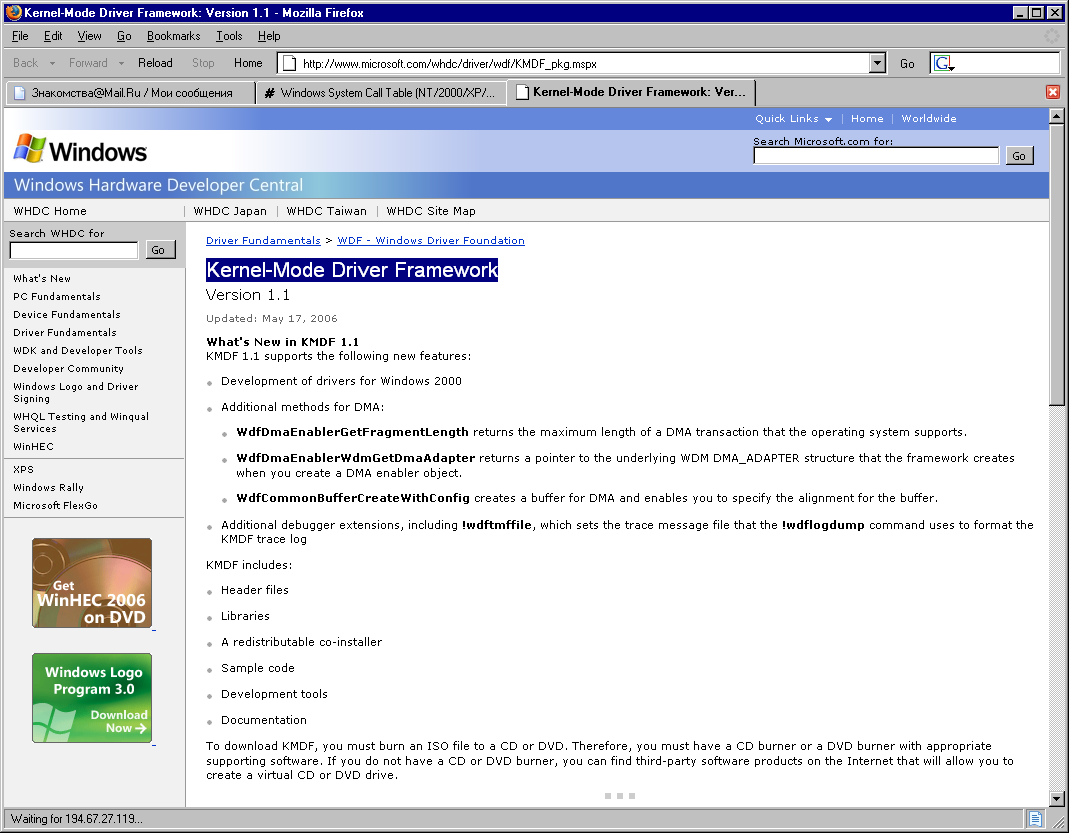 Kernel-Mode Driver Framework: Version 1.1 - Mozilla Firefox
File Edit View Go Bookmarks Tools Help
Back Forward Reload Stop Home http://www.microsoft.com/whdc/driver/wdf/KMDF_pkg.mspx Go G
Знакомства@Mail.Ru / Мои сообщения # Windows System Call Table (NT/2000/XP/... Kernel-Mode Driver Framework: Ver...
Quick Links | Home | Worldwide
Windows
Search Microsoft.com for:
Go
Windows Hardware Developer Central
WHDC Home | WHDC Japan | WHDC Taiwan | WHDC Site Map
Search WHDC for
Go
What's New
PC Fundamentals
Device Fundamentals
Driver Fundamentals
WDK and Developer Tools
Developer Community
Windows Logo and Driver
Signing
WHQL Testing and Winqual
Services
WinHEC
XPS
Windows Rally
Microsoft FlexGo
Get
WinHEC 2006
on DVD
Windows Logo
Program 3.0
Download
Now →
Driver Fundamentals > WDF - Windows Driver Foundation
Kernel-Mode Driver Framework
Version 1.1
Updated: May 17, 2006
What's New in KMDF 1.1
KMDF 1.1 supports the following new features:
Development of drivers for Windows 2000
Additional methods for DMA:
WdfDmaEnablerGetFragmentLength returns the maximum length of a DMA transaction that the operating system supports.
WdfDmaEnablerWdmGetDmaAdapter returns a pointer to the underlying WDM DMA_ADAPTER structure that the framework creates
when you create a DMA enabler object.
WdfCommonBufferCreateWithConfig creates a buffer for DMA and enables you to specify the alignment for the buffer.
Additional debugger extensions, including !wdftmffile, which sets the trace message file that the !wdflogdump command uses to format the
KMDF trace log
KMDF includes:
Header files
Libraries
A redistributable co-installer
Sample code
Development tools
Documentation
To download KMDF, you must burn an ISO file to a CD or DVD. Therefore, you must have a CD burner or a DVD burner with appropriate
supporting software. If you do not have a CD or DVD burner, you can find third-party software products on the Internet that will allow you to
create a virtual CD or DVD drive.
Waiting for 194.67.27.119...